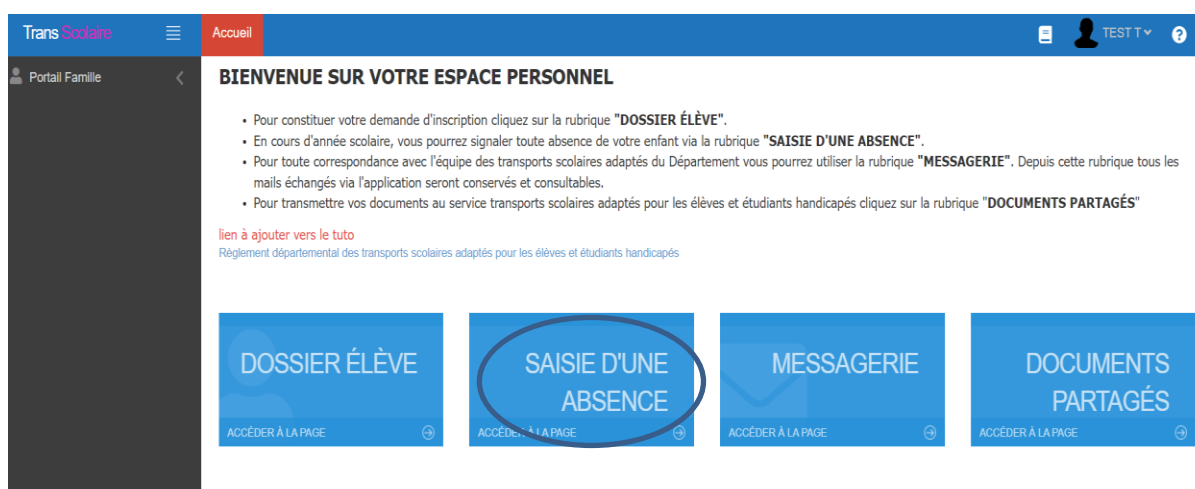 Trans Scolaire
Accueil
TEST T
Portail Famille
BIENVENUE SUR VOTRE ESPACE PERSONNEL
• Pour constituer votre demande d'inscription cliquez sur la rubrique "DOSSIER ÉLÈVE".
• En cours d'année scolaire, vous pourrez signaler toute absence de votre enfant via la rubrique "SAISIE D'UNE ABSENCE".
• Pour toute correspondance avec l'équipe des transports scolaires adaptés du Département vous pourrez utiliser la rubrique "MESSAGERIE". Depuis cette rubrique tous les
mails échangés via l'application seront conservés et consultables.
• Pour transmettre vos documents au service transports scolaires adaptés pour les élèves et étudiants handicapés cliquez sur la rubrique "DOCUMENTS PARTAGÉS"
lien à ajouter vers le tuto
Règlement départemental des transports scolaires adaptés pour les élèves et étudiants handicapés
DOSSIER ÉLÈVE
ACCÉDER À LA PAGE
SAISIE D'UNE
ABSENCE
ACCÉDER À LA PAGE
MESSAGERIE
ACCÉDER À LA PAGE
DOCUMENTS
PARTAGÉS
ACCÉDER À LA PAGE